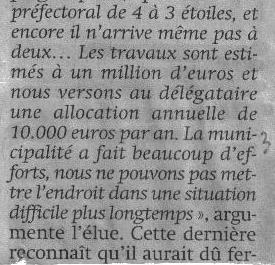 préfectoral de 4 à 3 étoiles, et
encore il n'arrive même pas à
deux... Les travaux sont esti-
més à un million d'euros et
nous versons au délégataire
une allocation annuelle de
10.000 euros par an. La muni-
cipalité a fait beaucoup d'ef-
forts, nous ne pouvons pas met-
tre l'endroit dans une situation
difficile plus longtemps », argu-
mente l'élue. Cette dernière
reconnaît qu'il aurait dû fer-